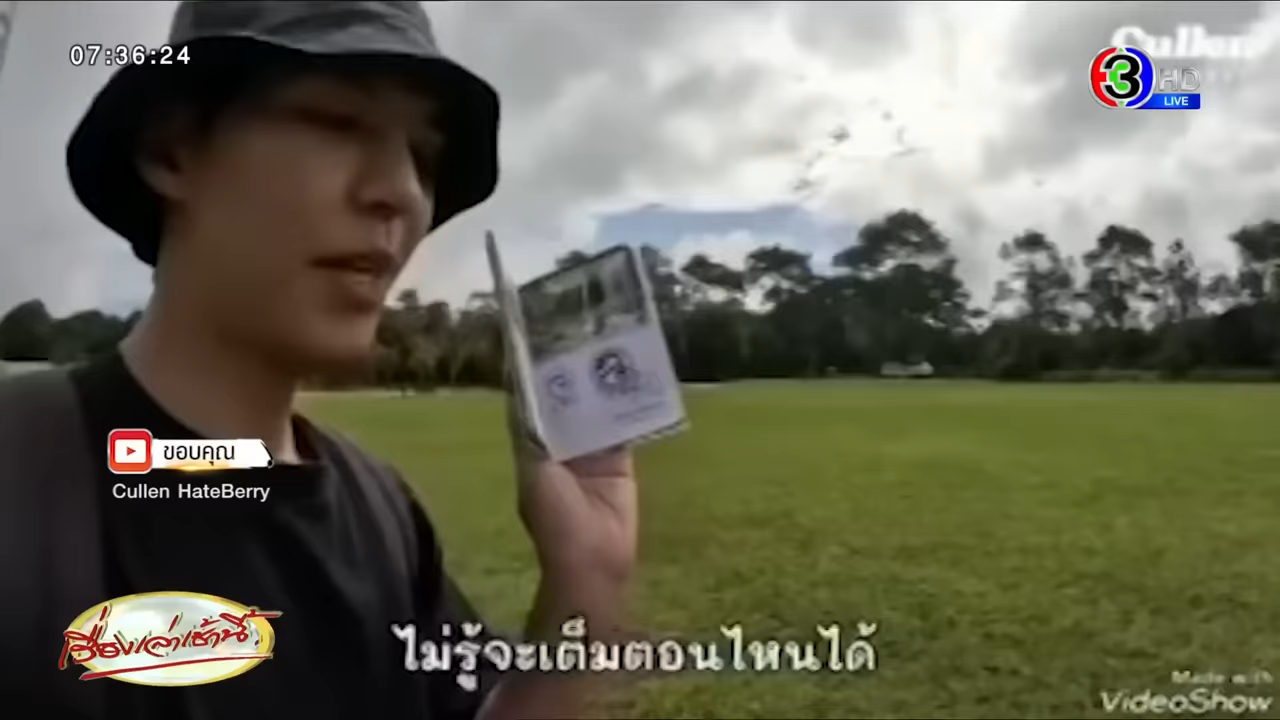 07:36:24
Cullen
3 HD
LIVE
ขอบคุณ
Cullen HateBerry
เรื่องเล่าเช้านี้
ไม่รู้จะเต็มตอนไหนได้
Made with
VideoShow